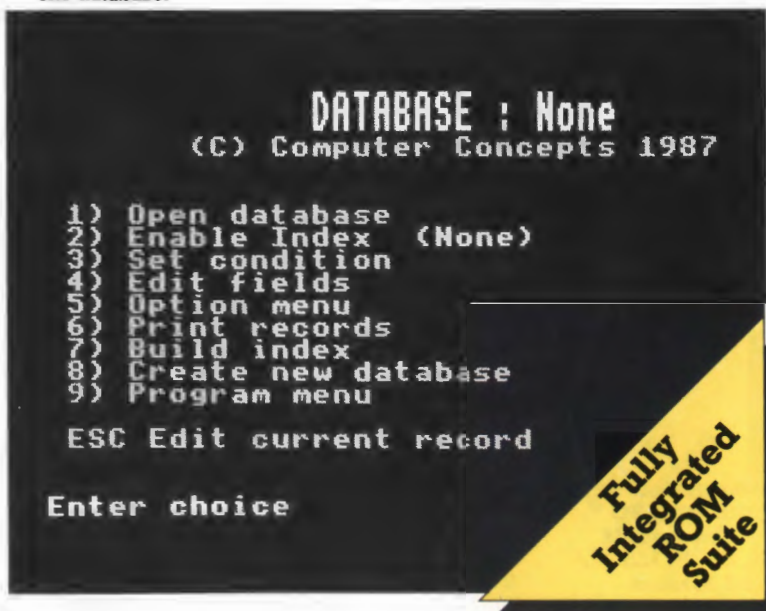 DATABASE : None
(C) Computer Concepts 1987
1) Open database
2) Enable Index (None)
3) Set condition
4) Edit fields
5) Option menu
6) Print records
7) Build index
8) Create new database
9) Program menu
ESC Edit current record
Enter choice
Fully
Integrated
ROM
Suite